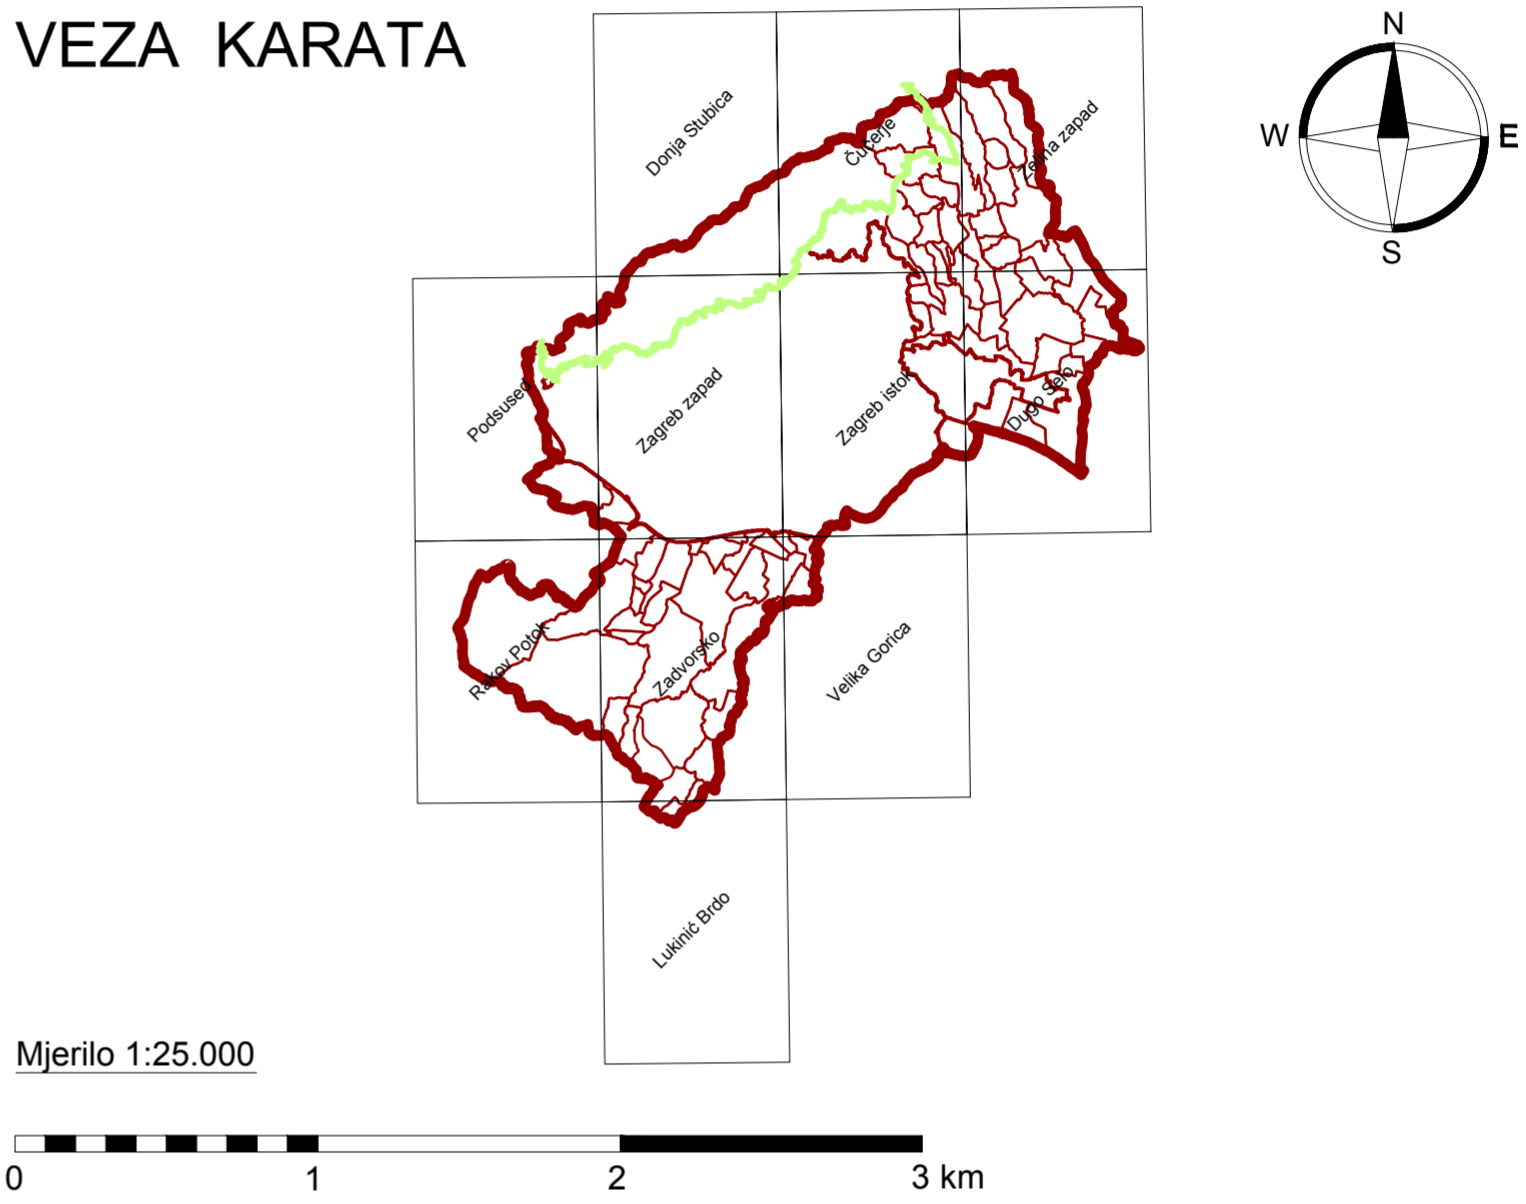 VEZA KARATA
N
W
E
S
Donja Stubica
Čučerje
Zelina zapad
Podsused
Zagreb zapad
Zagreb istok
Dugo Selo
Rakov Potok
Zadvorsko
Velika Gorica
Lukinić Brdo
Mjerilo 1:25.000
0 1 2 3 km